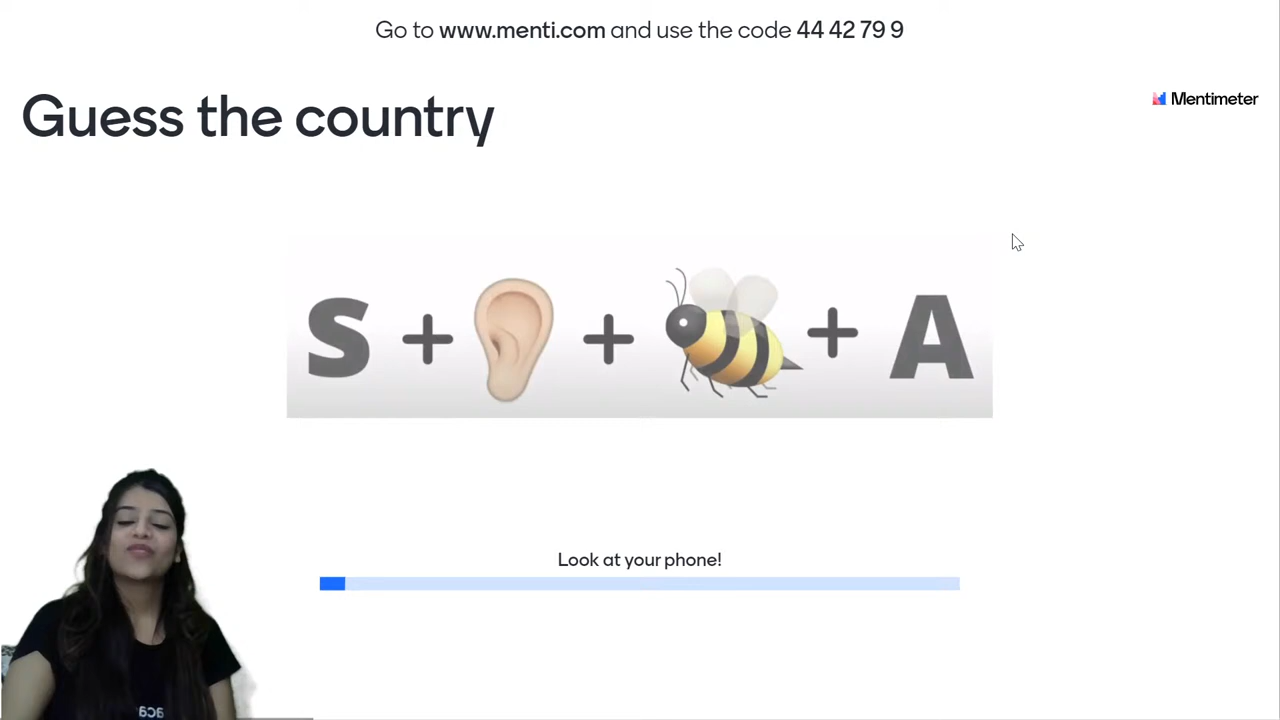 Go to www.menti.com and use the code 44 42 79 9
Guess the country
Mentimeter
S + + + A
Look at your phone!